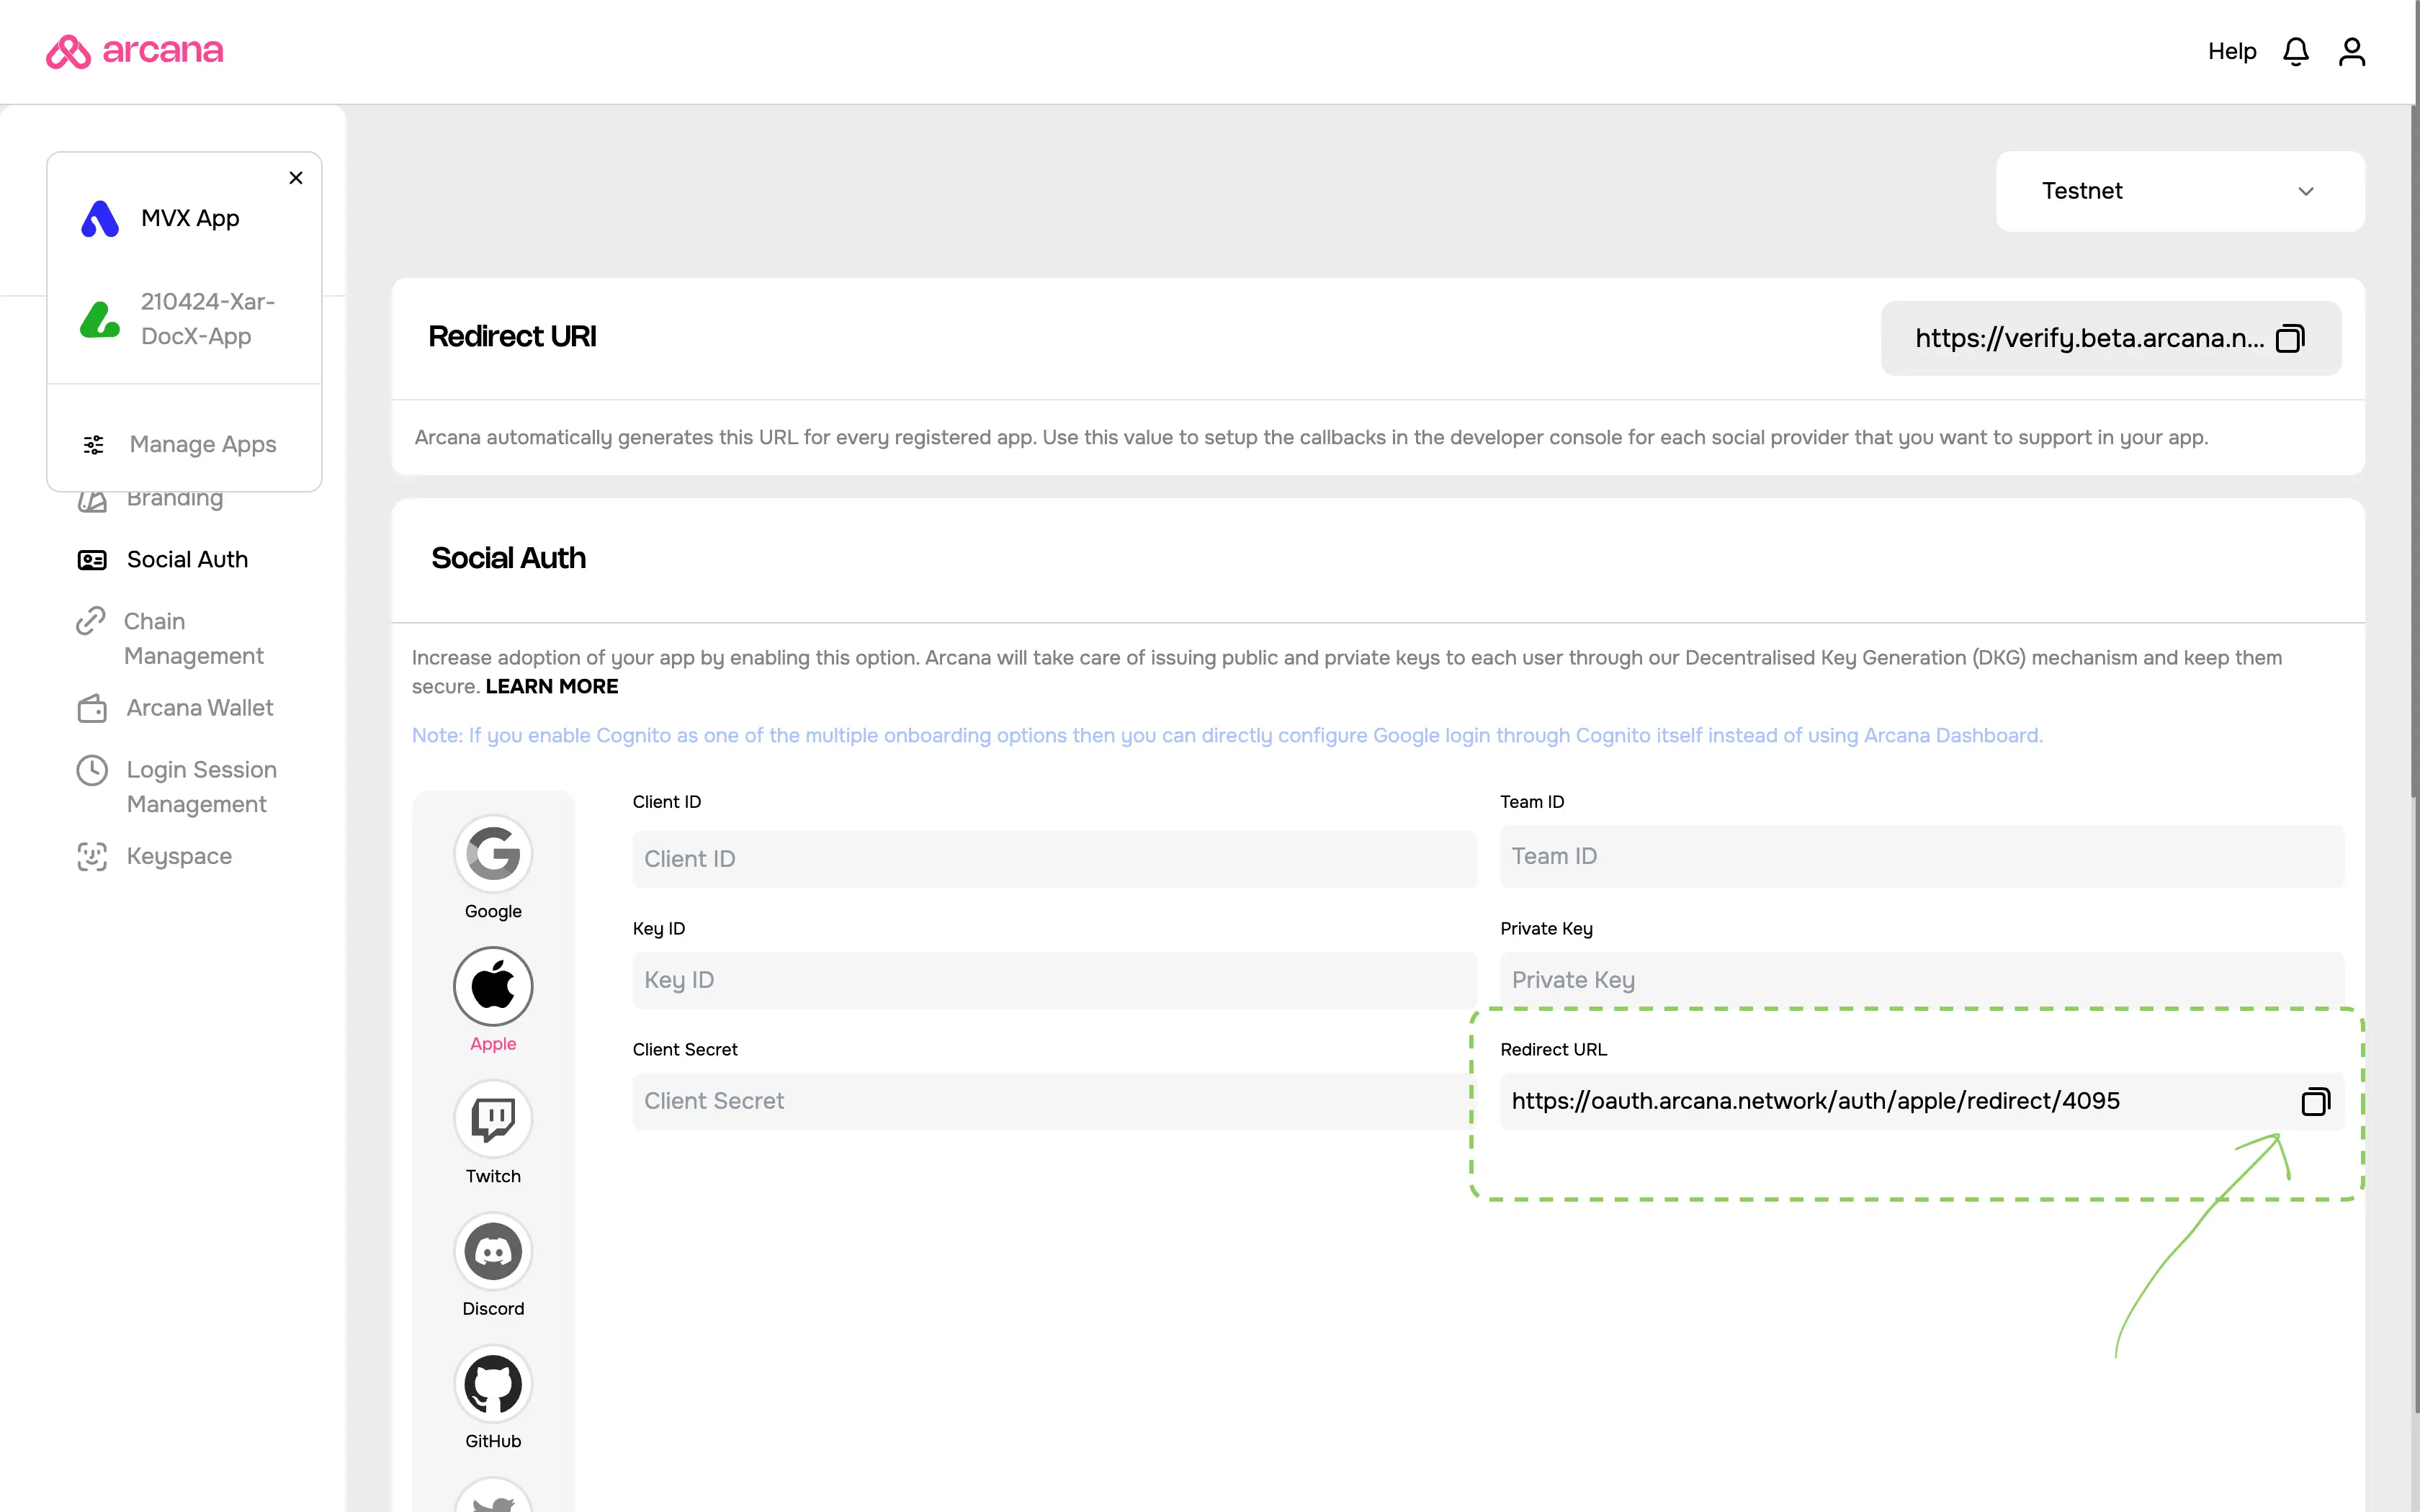 arcana
Help
MVX App
210424-Xar-
DocX-App
Manage Apps
Branding
Social Auth
Chain
Management
Arcana Wallet
Login Session
Management
Keyspace
Testnet
Redirect URI
https://verify.beta.arcana.n...
Arcana automatically generates this URL for every registered app. Use this value to setup the callbacks in the developer console for each social provider that you want to support in your app.
Social Auth
Increase adoption of your app by enabling this option. Arcana will take care of issuing public and prviate keys to each user through our Decentralised Key Generation (DKG) mechanism and keep them
secure. LEARN MORE
Note: If you enable Cognito as one of the multiple onboarding options then you can directly configure Google login through Cognito itself instead of using Arcana Dashboard.
Google
Apple
Twitch
Discord
GitHub
Client ID
Client ID
Team ID
Team ID
Key ID
Key ID
Private Key
Private Key
Client Secret
Client Secret
Redirect URL
https://oauth.arcana.network/auth/apple/redirect/4095